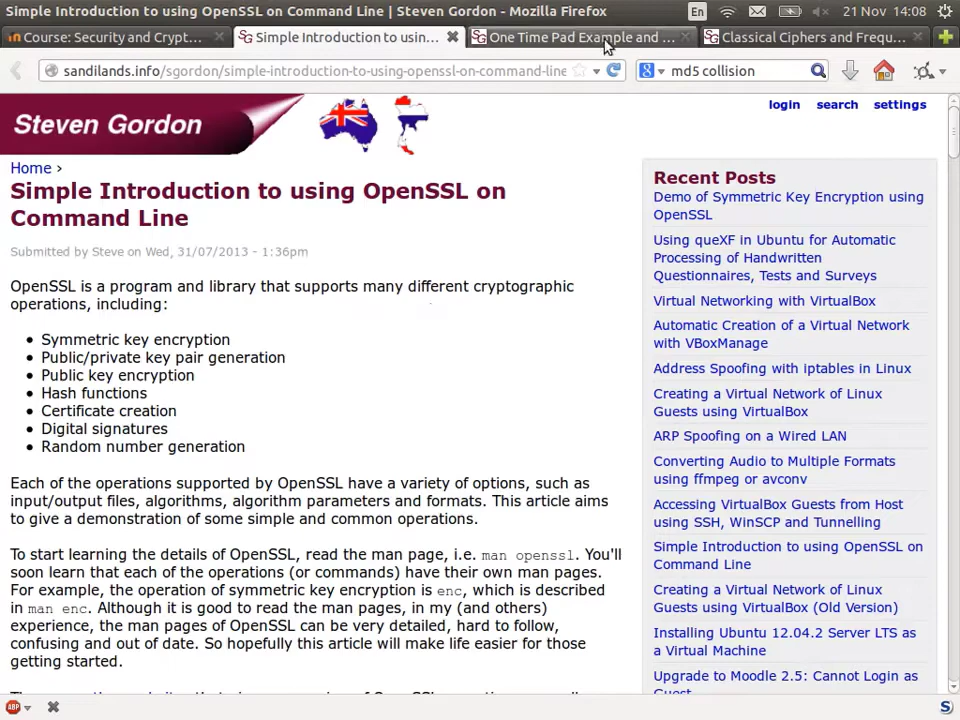 Simple Introduction to using OpenSSL on Command Line | Steven Gordon - Mozilla Firefox
En
21 Nov 14:08
Course: Security and Crypt...
Simple Introduction to usin...
One Time Pad Example and ...
Classical Ciphers and Frequ...
sandilands.info/sgordon/simple-introduction-to-using-openssl-on-command-line
md5 collision
Steven Gordon
login
search
settings
Home ›
Simple Introduction to using OpenSSL on
Command Line
Submitted by Steve on Wed, 31/07/2013 - 1:36pm
OpenSSL is a program and library that supports many different cryptographic
operations, including:
• Symmetric key encryption
• Public/private key pair generation
• Public key encryption
• Hash functions
• Certificate creation
• Digital signatures
• Random number generation
Each of the operations supported by OpenSSL have a variety of options, such as
input/output files, algorithms, algorithm parameters and formats. This article aims
to give a demonstration of some simple and common operations.
To start learning the details of OpenSSL, read the man page, i.e. man openssl. You'll
soon learn that each of the operations (or commands) have their own man pages.
For example, the operation of symmetric key encryption is enc, which is described
in man enc. Although it is good to read the man pages, in my (and others)
experience, the man pages of OpenSSL can be very detailed, hard to follow,
confusing and out of date. So hopefully this article will make life easier for those
getting started.
Recent Posts
Demo of Symmetric Key Encryption using
OpenSSL
Using queXF in Ubuntu for Automatic
Processing of Handwritten
Questionnaires, Tests and Surveys
Virtual Networking with VirtualBox
Automatic Creation of a Virtual Network
with VBoxManage
Address Spoofing with iptables in Linux
Creating a Virtual Network of Linux
Guests using VirtualBox
ARP Spoofing on a Wired LAN
Converting Audio to Multiple Formats
using ffmpeg or avconv
Accessing VirtualBox Guests from Host
using SSH, WinSCP and Tunnelling
Simple Introduction to using OpenSSL on
Command Line
Creating a Virtual Network of Linux
Guests using VirtualBox (Old Version)
Installing Ubuntu 12.04.2 Server LTS as
a Virtual Machine
Upgrade to Moodle 2.5: Cannot Login as
Guest
ABP